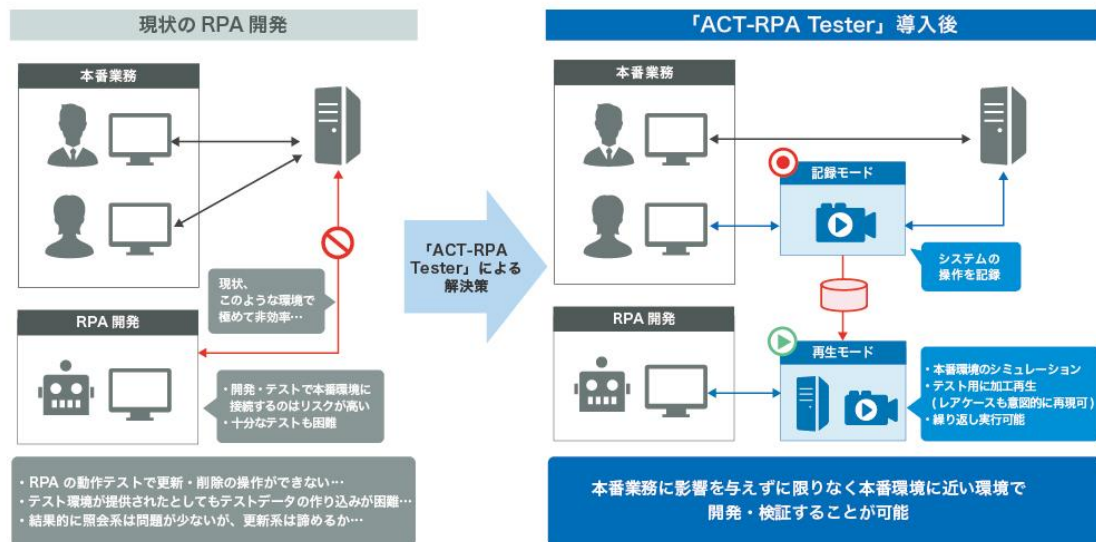 現状の RPA 開発
本番業務
現状、
このような環境で
極めて非効率…
RPA 開発
・開発・テストで本番環境に
接続するのはリスクが高い
・十分なテストも困難
・RPA の動作テストで更新・削除の操作ができない…
・テスト環境が提供されたとしてもテストデータの作り込みが困難…
・結果的に照会系は問題が少ないが、更新系は諦めるか…
「ACT-RPA
Tester」による
解決策
「ACT-RPA Tester」導入後
本番業務
記録モード
システムの
操作を記録
RPA 開発
再生モード
・本番環境のシミュレーション
・テスト用に加工再生
(レアケースも意図的に再現可)
・繰り返し実行可能
本番業務に影響を与えずに限りなく本番環境に近い環境で
開発・検証することが可能